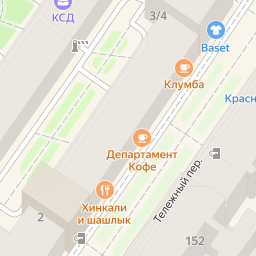 КСД
3/4
Baset
Клумба
Красн
Департамент
Кофе
Тележный пер.
Хинкали
и шашлык
2
152